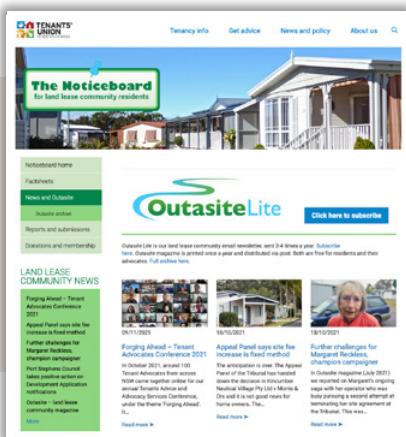 TENANTS'
UNION
Tenancy info
Get advice
News and policy
About us
The Noticeboard
for land lease community residents
Noticeboard home
Factsheets
News and Outasite
Outasite archive
Reports and submissions
Donations and membership
OutasiteLite
Click here to subscribe
Outasite Lite is our land lease community email newsletter, sent 3-4 times a year. Subscribe
here. Outasite magazine is printed once a year and distributed via post. Both are free for residents and their
advocates. Full archive here.
LAND LEASE
COMMUNITY NEWS
Forging Ahead – Tenant
Advocates Conference
2021
Appeal Panel says site fee
increase is fixed method
Further challenges for
Margaret Reckless,
champion campaigner
Port Stephens Council
takes positive action on
Development Application
notifications
Outasite – land lease
community magazine
More
09/11/2021
Forging Ahead – Tenant
Advocates Conference 2021
In October 2021, around 100
Tenant Advocates from across
NSW came together online for our
annual Tenants Advice and
Advocacy Services Conference,
under the theme 'Forging Ahead'.
It...
Read more ➤
18/10/2021
Appeal Panel says site fee
increase is fixed method
The anticipation is over. The Appeal
Panel of the Tribunal has handed
down the decision in Kincumber
Nautical Village Pty Ltd v Morris &
Ors and it is not good news for
home owners. The...
Read more ➤
18/10/2021
Further challenges for
Margaret Reckless,
champion campaigner
In Outasite magazine (July 2021)
we reported on Margaret's ongoing
saga with her operator who was
busy pursuing a second attempt at
terminating her site agreement at
the Tribunal. This was...
Read more ➤